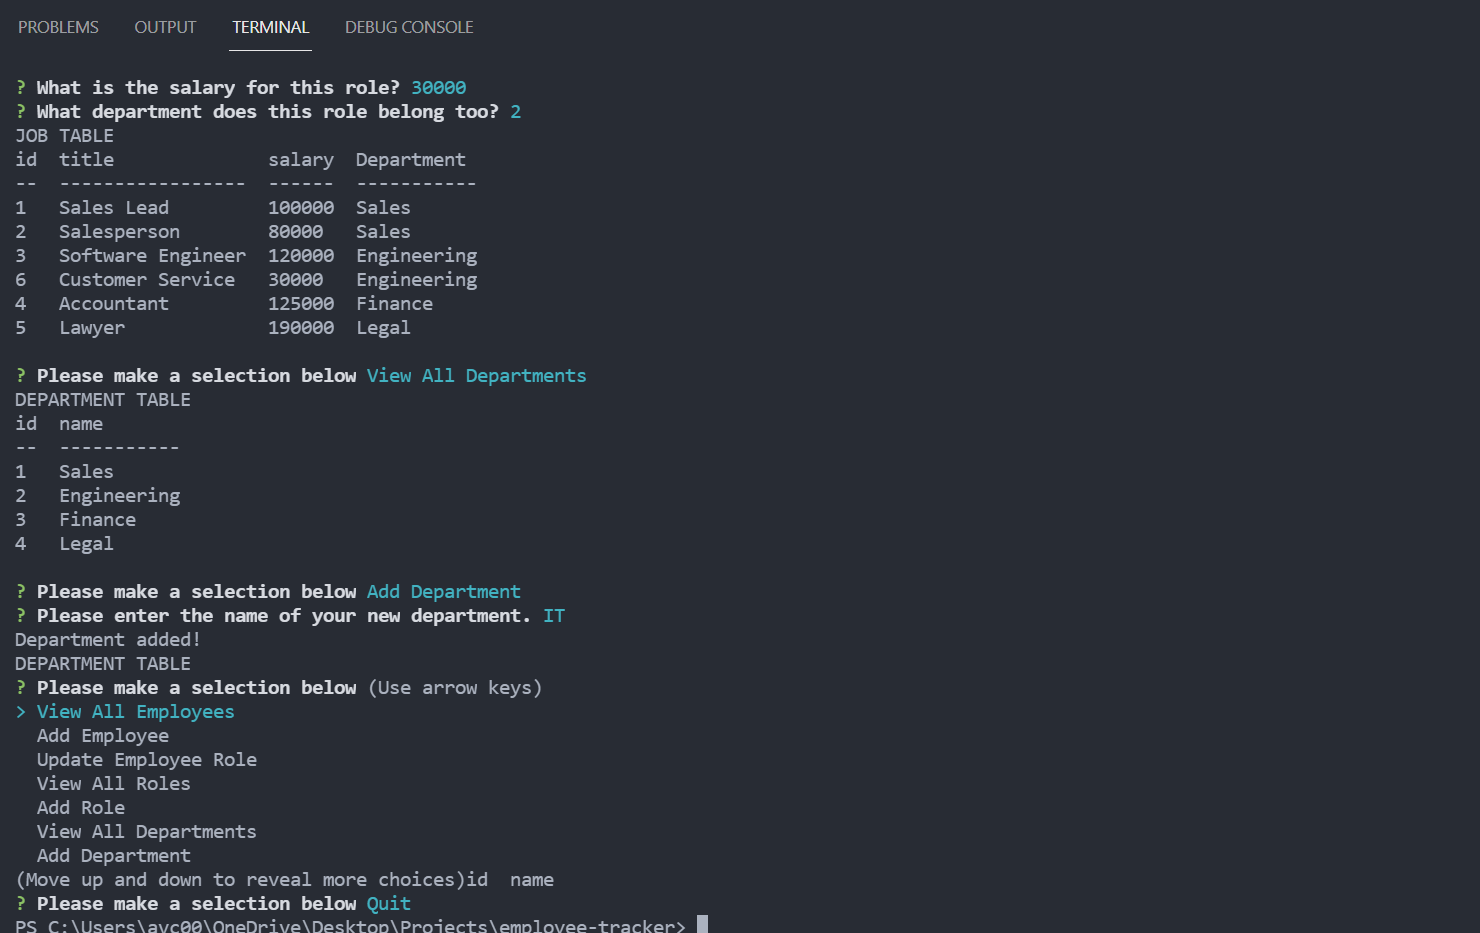 PROBLEMS OUTPUT TERMINAL DEBUG CONSOLE
? What is the salary for this role? 30000
? What department does this role belong too? 2
JOB TABLE
id  title              salary  Department
--  -----------------  ------  -----------
1   Sales Lead         100000  Sales
2   Salesperson        80000   Sales
3   Software Engineer  120000  Engineering
6   Customer Service   30000   Engineering
4   Accountant         125000  Finance
5   Lawyer             190000  Legal
? Please make a selection below View All Departments
DEPARTMENT TABLE
id  name
--  -----------
1   Sales
2   Engineering
3   Finance
4   Legal
? Please make a selection below Add Department
? Please enter the name of your new department. IT
Department added!
DEPARTMENT TABLE
? Please make a selection below (Use arrow keys)
> View All Employees
  Add Employee
  Update Employee Role
  View All Roles
  Add Role
  View All Departments
  Add Department
(Move up and down to reveal more choices)id  name
? Please make a selection below Quit
PS C:\Users\avc00\OneDrive\Desktop\Projects\employee-tracker>